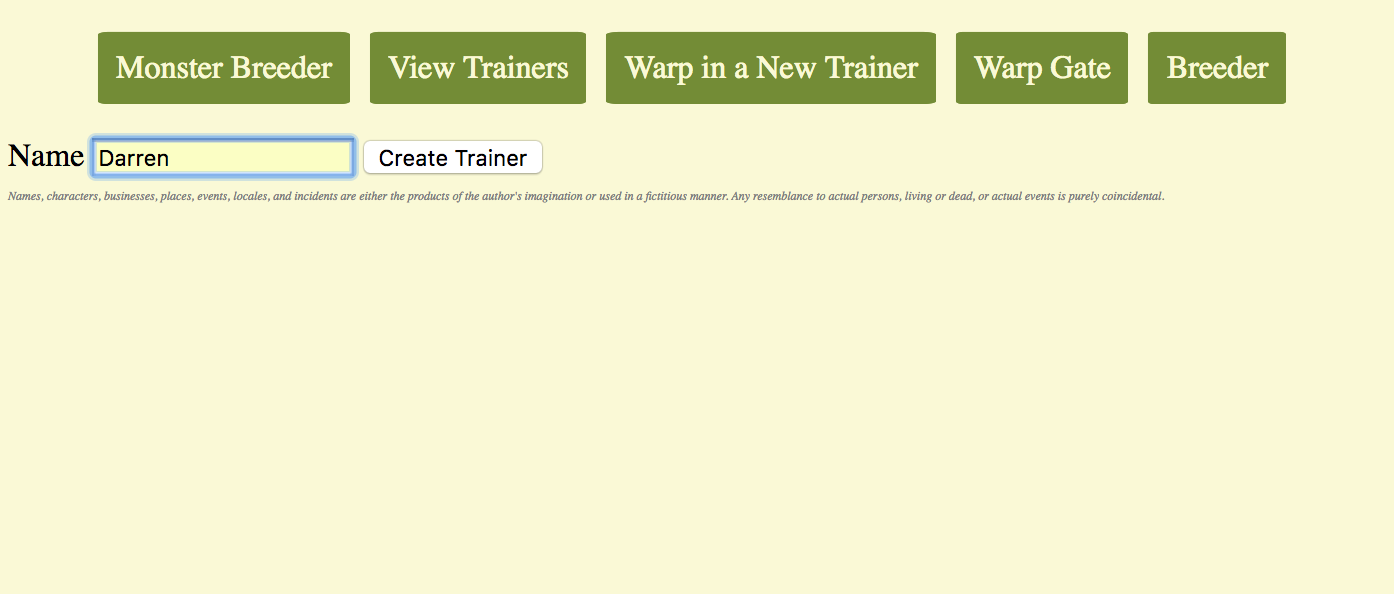 Monster Breeder View Trainers Warp in a New Trainer Warp Gate Breeder
Name Darren Create Trainer
Names, characters, businesses, places, events, locales, and incidents are either the products of the author's imagination or used in a fictitious manner. Any resemblance to actual persons, living or dead, or actual events is purely coincidental.